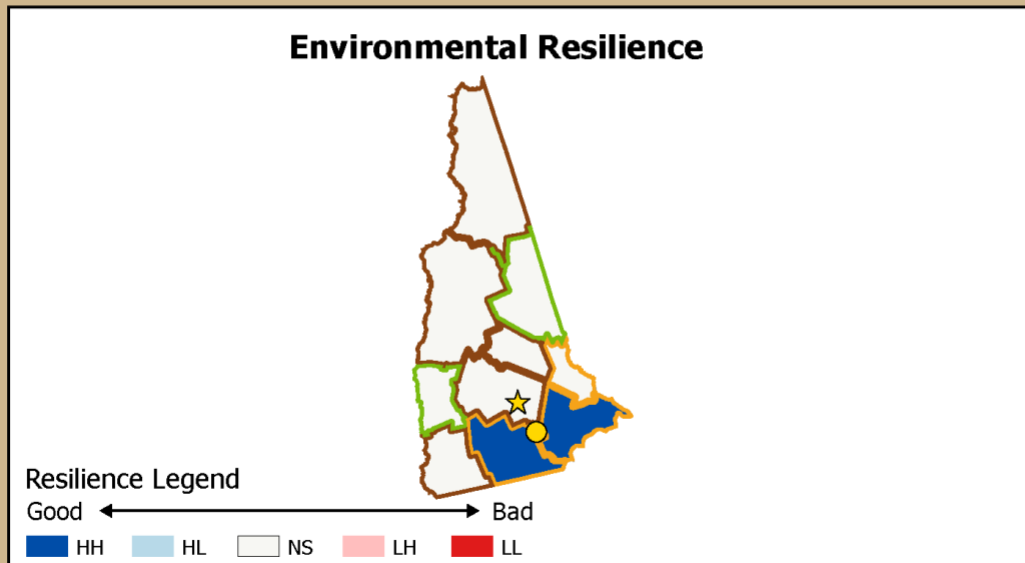 Environmental Resilience
Resilience Legend
Good Bad
HH HL NS LH LL